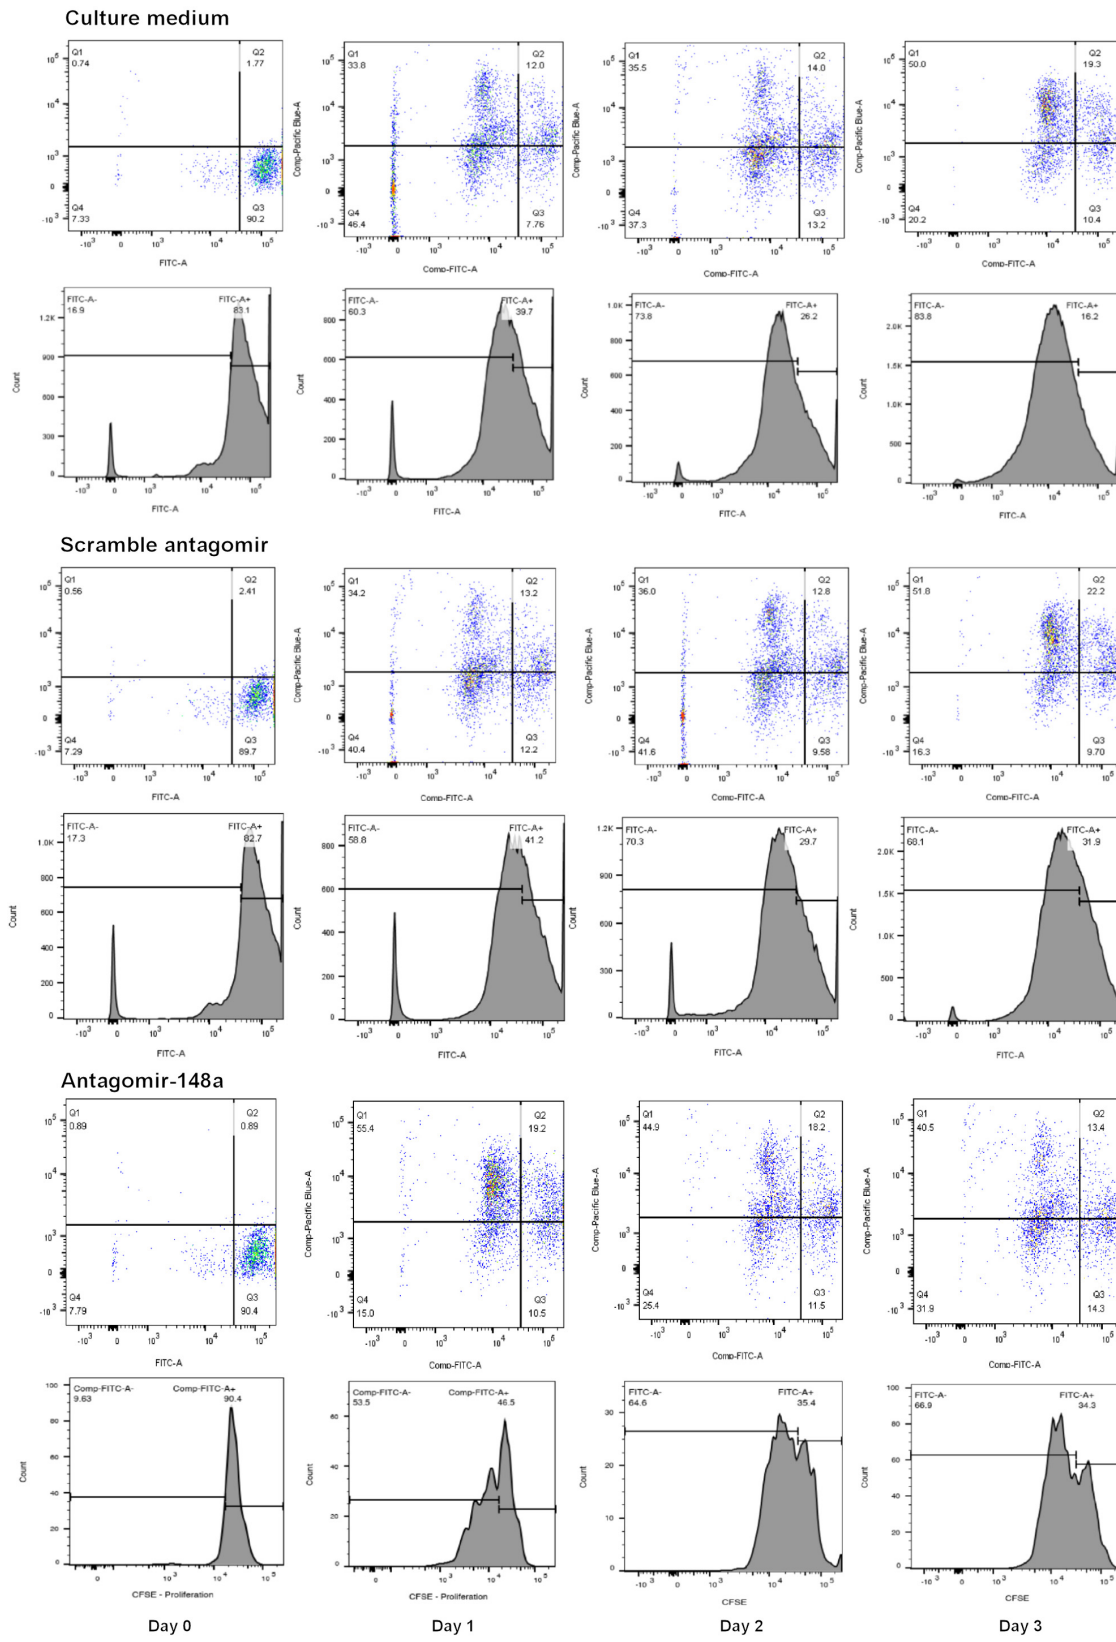 Culture medium
Q1
0.74
Q2
1.77
Q4
7.33
Q3
90.2
FITC-A
Q1
33.8
Q2
12.0
Q4
46.4
Q3
7.76
Comp-Pacific Blue-A
Comp-FITC-A
Q1
35.5
Q2
14.0
Q4
37.3
Q3
13.2
Comp-Pacific Blue-A
Comp-FITC-A
Q1
50.0
Q2
19.3
Q4
20.2
Q3
10.4
Comp-Pacific Blue-A
Comp-FITC-A
FITC-A-
16.9
FITC-A+
83.1
Count
FITC-A
FITC-A-
60.3
FITC-A+
39.7
Count
FITC-A
FITC-A-
73.8
FITC-A+
26.2
Count
FITC-A
FITC-A-
83.8
FITC-A+
16.2
Count
FITC-A
Scramble antagomir
Q1
0.56
Q2
2.41
Q4
7.29
Q3
89.7
FITC-A
Q1
34.2
Q2
13.2
Q4
40.4
Q3
12.2
Comp-Pacific Blue-A
Comp-FITC-A
Q1
36.0
Q2
12.8
Q4
41.6
Q3
9.58
Comp-Pacific Blue-A
Comp-FITC-A
Q1
51.8
Q2
22.2
Q4
16.3
Q3
9.70
Comp-Pacific Blue-A
Comp-FITC-A
FITC-A-
17.3
FITC-A+
82.7
Count
FITC-A
FITC-A-
58.8
FITC-A+
41.2
Count
FITC-A
FITC-A-
70.3
FITC-A+
29.7
Count
FITC-A
FITC-A-
68.1
FITC-A+
31.9
Count
FITC-A
Antagomir-148a
Q1
0.89
Q2
0.89
Q4
7.79
Q3
90.4
FITC-A
Q1
55.4
Q2
19.2
Q4
15.0
Q3
10.5
Comp-Pacific Blue-A
Comp-FITC-A
Q1
44.9
Q2
18.2
Q4
25.4
Q3
11.5
Comp-Pacific Blue-A
Comp-FITC-A
Q1
40.5
Q2
13.4
Q4
31.9
Q3
14.3
Comp-Pacific Blue-A
Comp-FITC-A
Comp-FITC-A-
9.63
Comp-FITC-A+
90.4
Count
CFSE - Proliferation
Comp-FITC-A-
53.5
Comp-FITC-A+
46.5
Count
CFSE - Proliferation
FITC-A-
64.6
FITC-A+
35.4
Count
CFSE
FITC-A-
66.9
FITC-A+
34.3
Count
CFSE
Day 0
Day 1
Day 2
Day 3